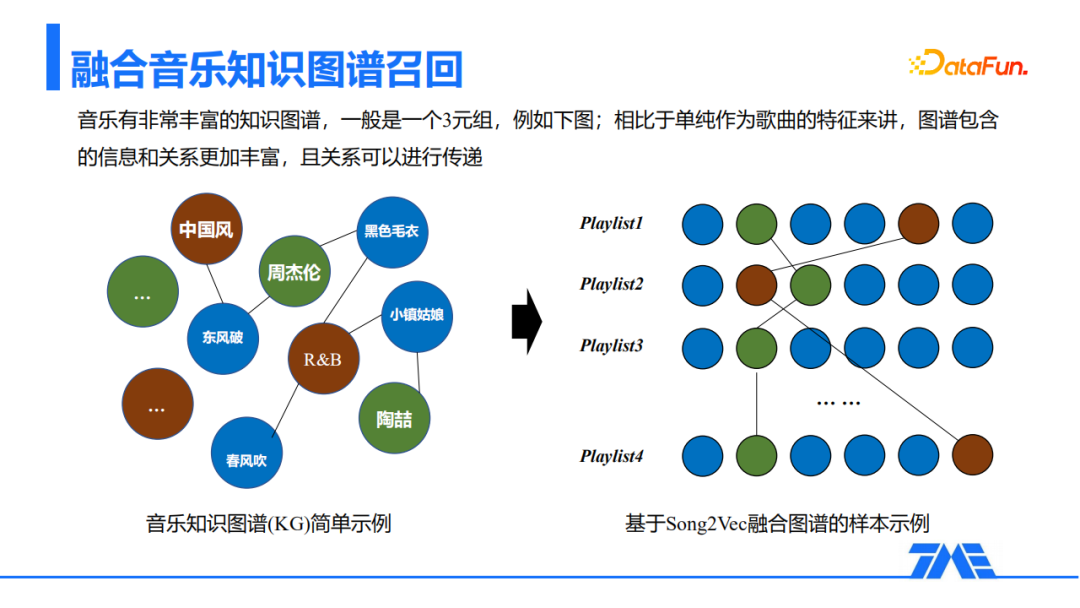 融合音乐知识图谱召回
DataFun.
音乐有非常丰富的知识图谱，一般是一个3元组，例如下图；相比于单纯作为歌曲的特征来讲，图谱包含
的信息和关系更加丰富，且关系可以进行传递
中国风
黑色毛衣
周杰伦
...
小镇姑娘
东风破
R&B
...
陶喆
春风吹
音乐知识图谱(KG)简单示例
Playlist1
Playlist2
Playlist3
... ...
Playlist4
基于Song2Vec融合图谱的样本示例
TME